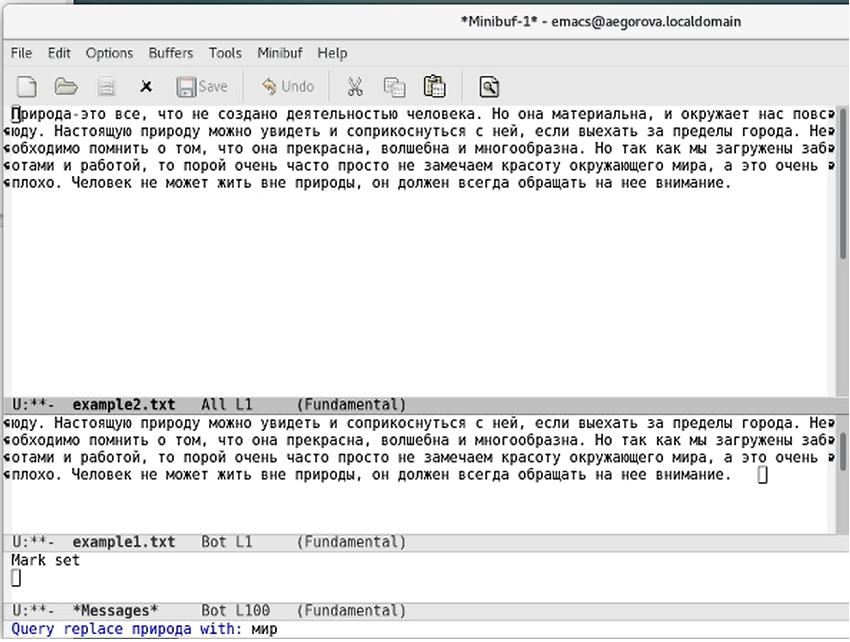 *Minibuf-1* - emacs@aegorova.localdomain
File Edit Options Buffers Tools Minibuf Help
Save Undo
Природа-это все, что не создано деятельностью человека. Но она материальна, и окружает нас повс
юду. Настоящую природу можно увидеть и соприкоснуться с ней, если выехать за пределы города. Не
обходимо помнить о том, что она прекрасна, волшебна и многообразна. Но так как мы загружены заб
отами и работой, то порой очень часто просто не замечаем красоту окружающего мира, а это очень
плохо. Человек не может жить вне природы, он должен всегда обращать на нее внимание.
U:**- example2.txt All L1 (Fundamental)
юду. Настоящую природу можно увидеть и соприкоснуться с ней, если выехать за пределы города. Не
обходимо помнить о том, что она прекрасна, волшебна и многообразна. Но так как мы загружены заб
отами и работой, то порой очень часто просто не замечаем красоту окружающего мира, а это очень
плохо. Человек не может жить вне природы, он должен всегда обращать на нее внимание.
U:**- example1.txt Bot L1 (Fundamental)
Mark set
U:**- *Messages* Bot L100 (Fundamental)
Query replace природа with: мир